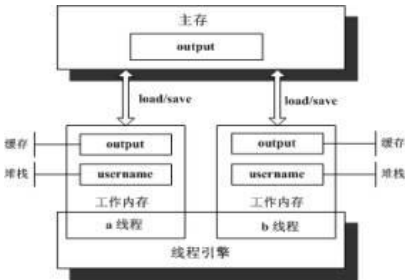 主存
output
load/save
load/save
缓存
output
output
缓存
堆栈
username
username
堆栈
工作内存
工作内存
a 线程
b 线程
线程引擎